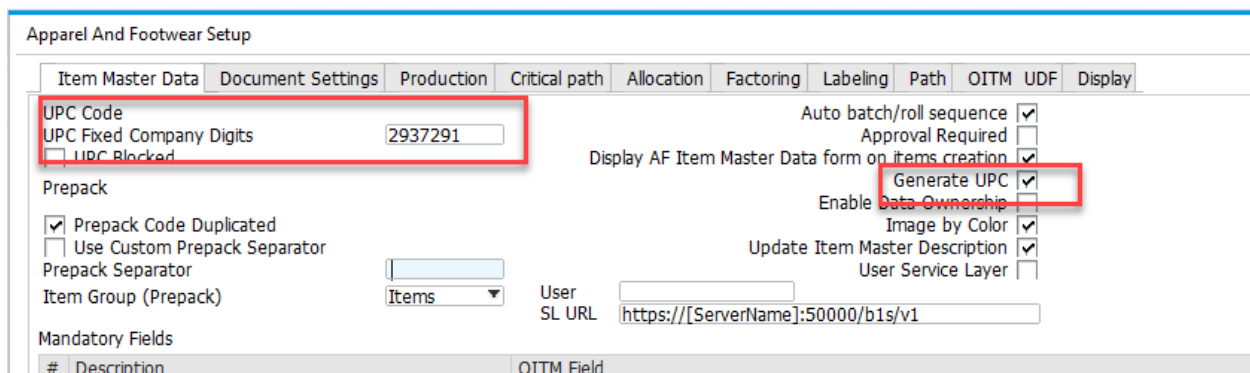 Apparel And Footwear Setup
Item Master Data Document Settings Production Critical path Allocation Factoring Labeling Path OITM UDF Display
UPC Code
UPC Fixed Company Digits 2937291
UPC Blocked
Prepack
Prepack Code Duplicated
Use Custom Prepack Separator
Prepack Separator
Item Group (Prepack) Items
Auto batch/roll sequence
Approval Required
Display AF Item Master Data form on items creation
Generate UPC
Enable Data Ownership
Image by Color
Update Item Master Description
User Service Layer
User
SL URL https://[ServerName]:50000/b1s/v1
Mandatory Fields
# Description OITM Field